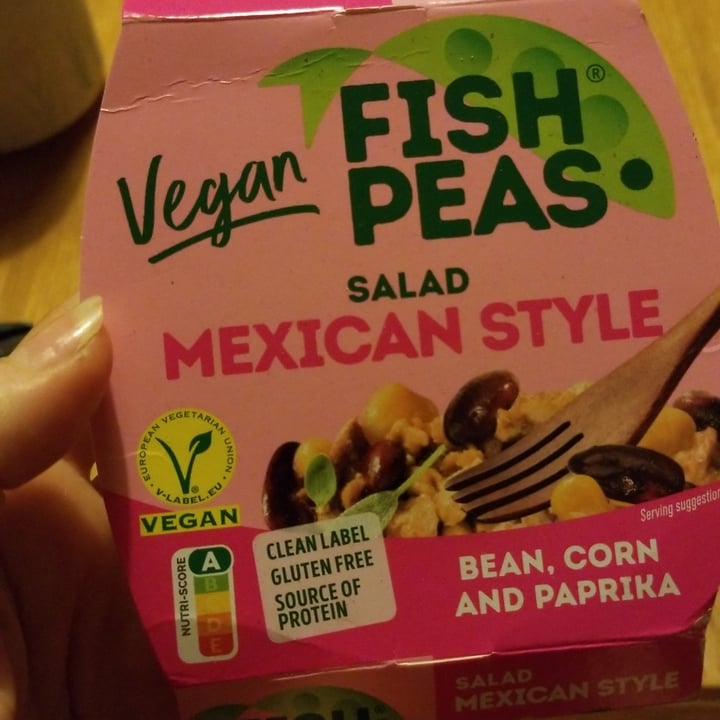 Vegan
FISH®
PEAS
SALAD
MEXICAN STYLE
EUROPEAN VEGETARIAN UNION
V-LABEL.EU
VEGAN
NUTRI-SCORE
A
B
D
E
CLEAN LABEL
GLUTEN FREE
SOURCE OF
PROTEIN
Serving suggestion
BEAN, CORN
AND PAPRIKA
SALAD
MEXICAN STYLE